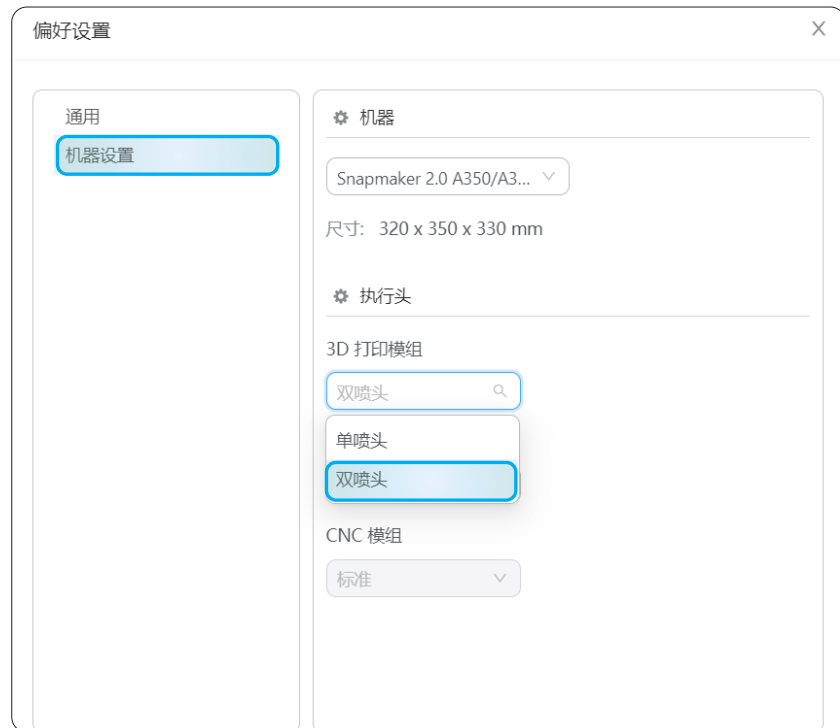 偏好设置
通用
机器设置
机器
Snapmaker 2.0 A350/A3...
尺寸: 320 x 350 x 330 mm
执行头
3D 打印模组
双喷头
单喷头
双喷头
CNC 模组
标准